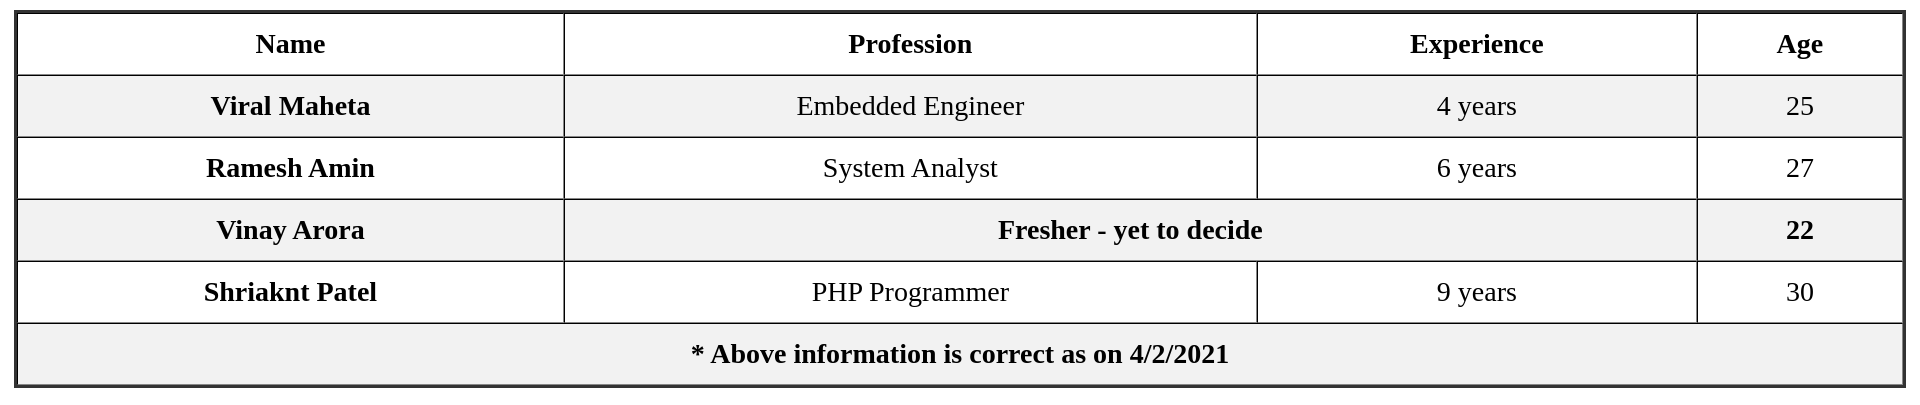 Name Profession Experience Age
Viral Maheta Embedded Engineer 4 years 25
Ramesh Amin System Analyst 6 years 27
Vinay Arora Fresher - yet to decide 22
Shriaknt Patel PHP Programmer 9 years 30
* Above information is correct as on 4/2/2021